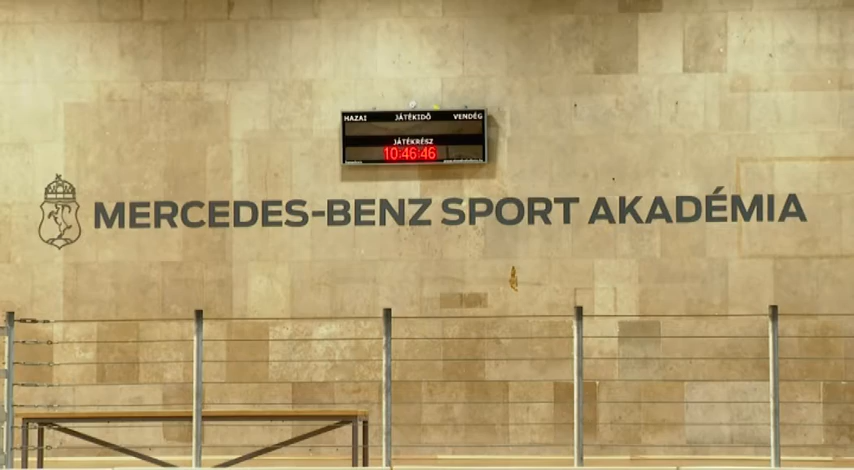 HAZAI JÁTÉKIDŐ VENDÉG
JÁTÉKRÉSZ
10:46:46
MERCEDES-BENZ SPORT AKADÉMIA